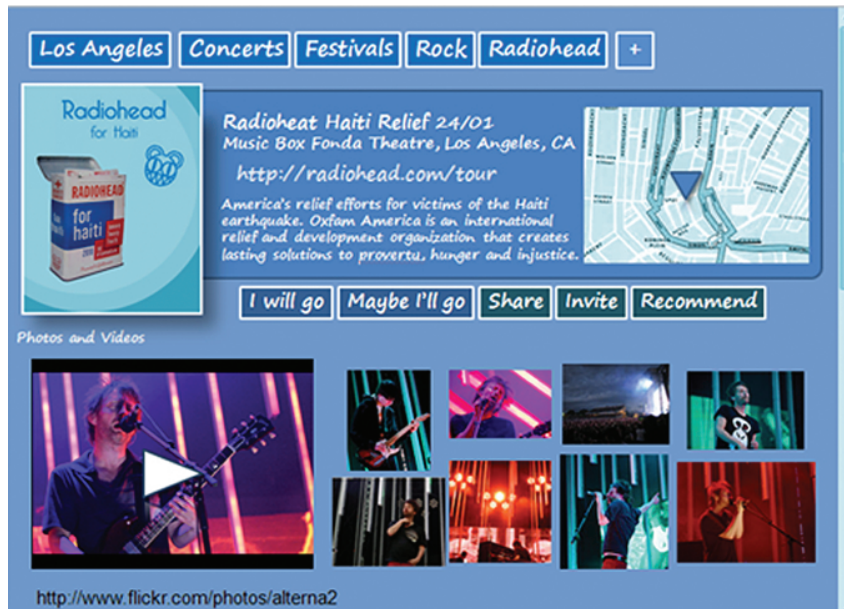 Los Angeles Concerts Festivals Rock Radiohead +
Radiohead
for Haiti
RADIOHEAD
for
haiti
Radioheat Haiti Relief 24/01
Music Box Fonda Theatre, Los Angeles, CA
http://radiohead.com/tour
America's relief efforts for victims of the Haiti
earthquake. Oxfam America is an international
relief and development organization that creates
lasting solutions to provertu, hunger and injustice.
I will go Maybe I'll go Share Invite Recommend
Photos and Videos
http://www.flickr.com/photos/alterna2